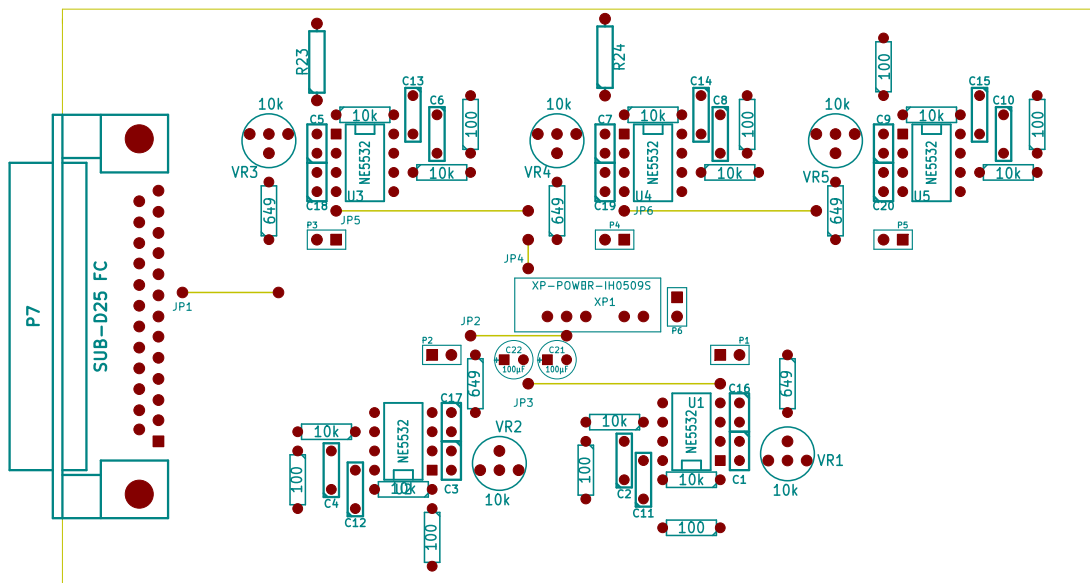 R23
R24
100
10k
C13
C6
10k
C5
100
NE5532
10k
VR3
U3
C18
649
JP5
P3
10k
C14
C8
10k
C7
100
NE5532
10k
VR4
U4
C19
649
JP6
P4
10k
C15
C10
10k
C9
100
NE5532
10k
VR5
U5
C20
649
P5
JP4
XP-POWBR-IH0509S
XP1
P6
P7
SUB-D25 FC
JP1
JP2
P2
C22
100µF
C21
100µF
P1
JP3
649
C17
10k
NE5532
VR2
100
C4
C12
10k
C3
10k
100
649
C16
U1
10k
NE5532
VR1
100
C2
C11
10k
C1
10k
100